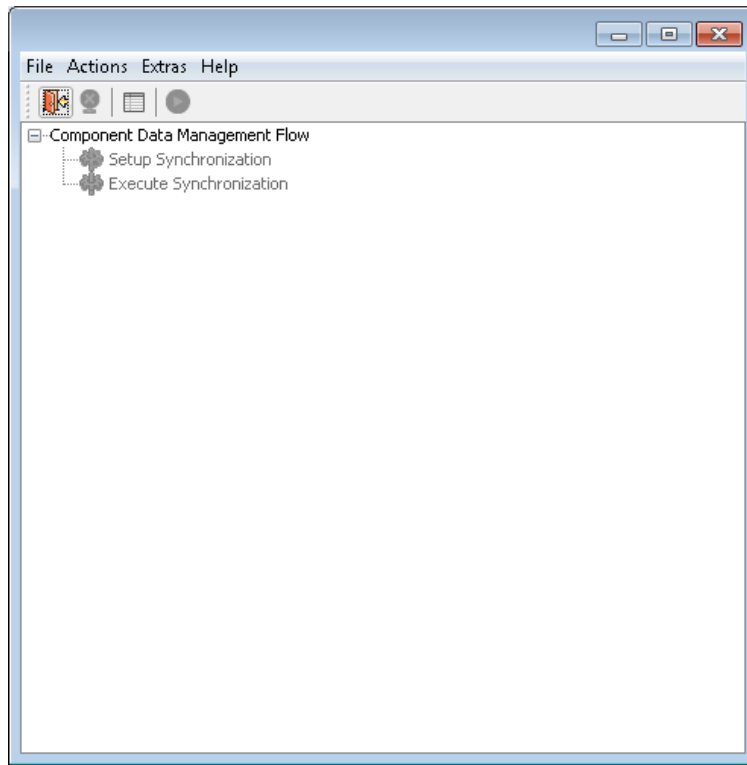 File Actions Extras Help
Component Data Management Flow
Setup Synchronization
Execute Synchronization